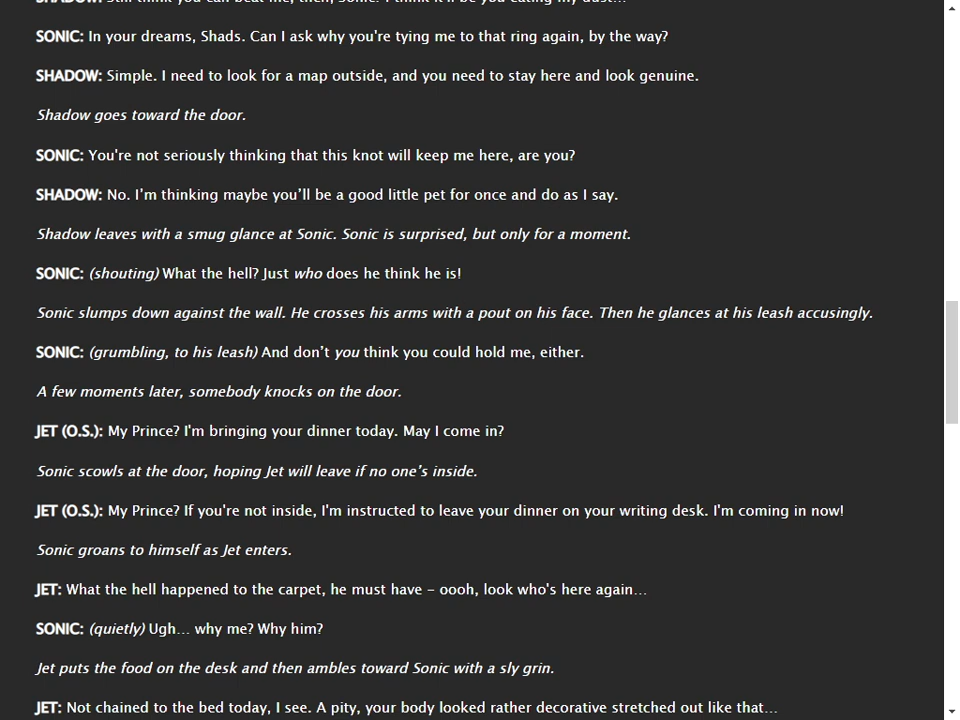 SONIC: In your dreams, Shads. Can I ask why you're tying me to that ring again, by the way?
SHADOW: Simple. I need to look for a map outside, and you need to stay here and look genuine.
Shadow goes toward the door.
SONIC: You're not seriously thinking that this knot will keep me here, are you?
SHADOW: No. I'm thinking maybe you'll be a good little pet for once and do as I say.
Shadow leaves with a smug glance at Sonic. Sonic is surprised, but only for a moment.
SONIC: (shouting) What the hell? Just who does he think he is!
Sonic slumps down against the wall. He crosses his arms with a pout on his face. Then he glances at his leash accusingly.
SONIC: (grumbling, to his leash) And don't you think you could hold me, either.
A few moments later, somebody knocks on the door.
JET (O.S.): My Prince? I'm bringing your dinner today. May I come in?
Sonic scowls at the door, hoping Jet will leave if no one's inside.
JET (O.S.): My Prince? If you're not inside, I'm instructed to leave your dinner on your writing desk. I'm coming in now!
Sonic groans to himself as Jet enters.
JET: What the hell happened to the carpet, he must have – oooh, look who's here again…
SONIC: (quietly) Ugh… why me? Why him?
Jet puts the food on the desk and then ambles toward Sonic with a sly grin.
JET: Not chained to the bed today, I see. A pity, your body looked rather decorative stretched out like that…